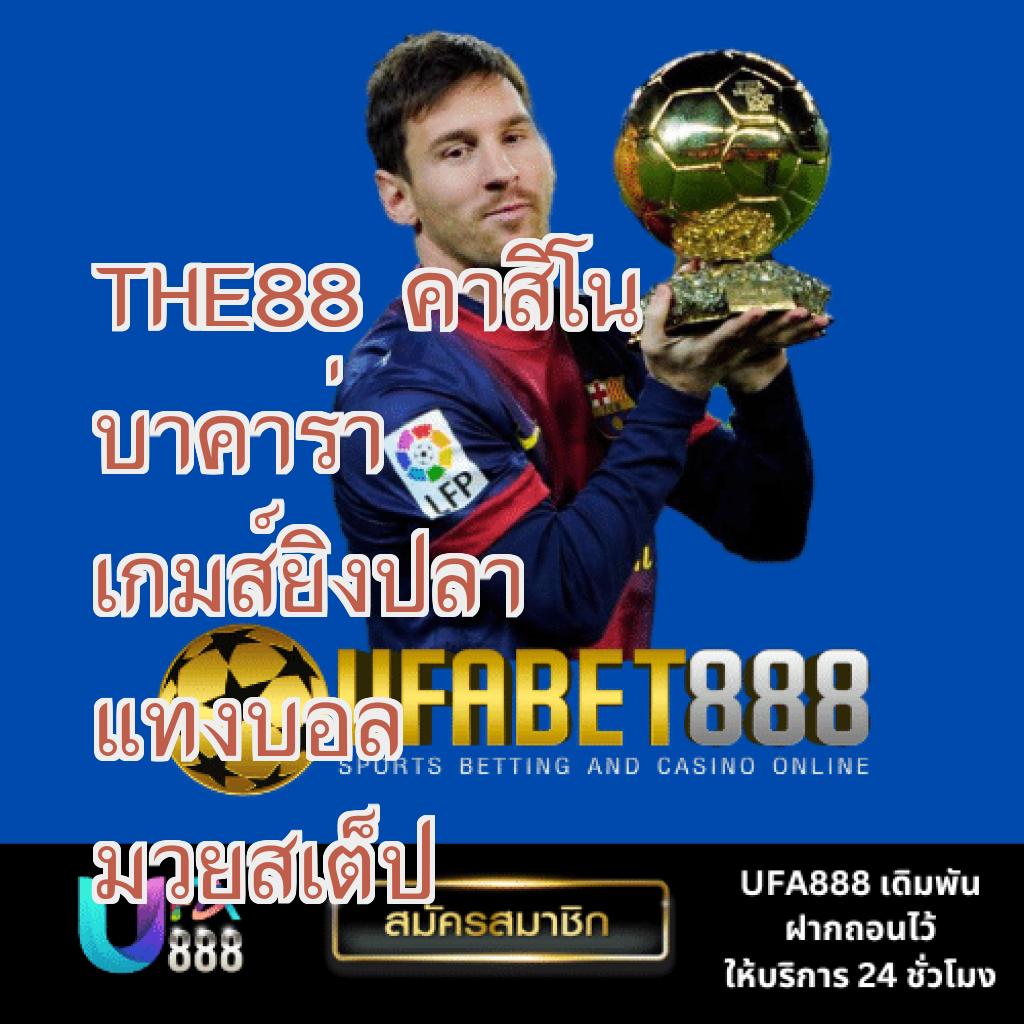 THE88 คาสิโน
บาคาร่า
LFP
เกมส์ยิงปลา
UFABET888
แทงบอล
SPORTS BETTING AND CASINO ONLINE
มวยสเต็ป
UFA
888
สมัครสมาชิก
UFA888 เดิมพัน
ฝากถอนไว้
ให้บริการ 24 ชั่วโมง